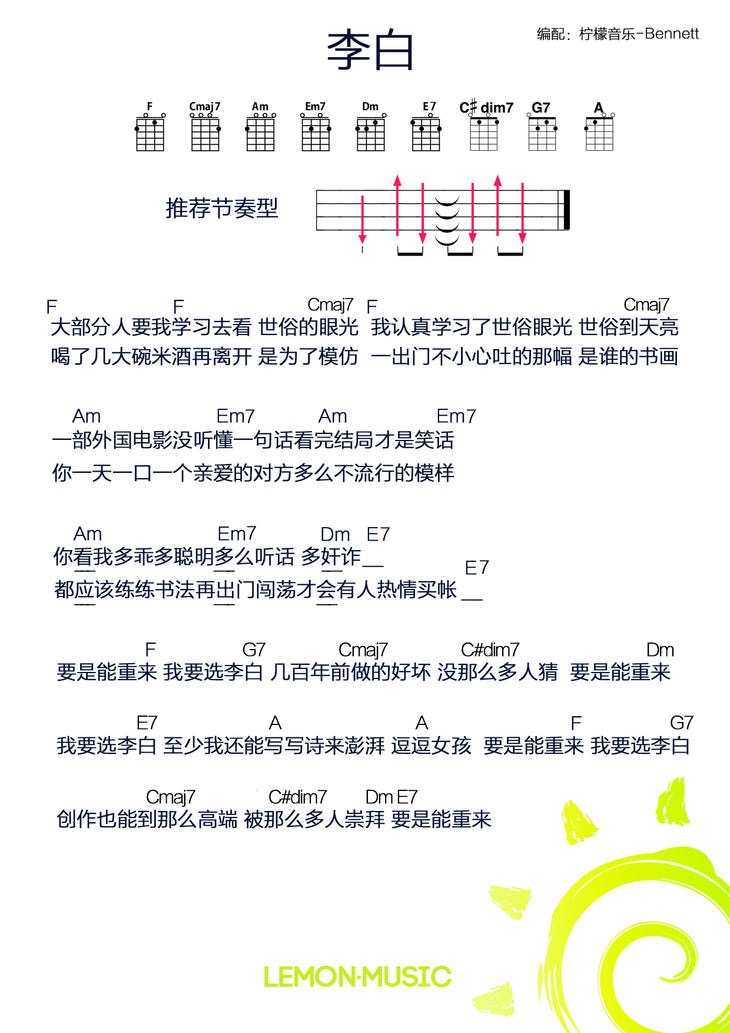 李白
编配：柠檬音乐-Bennett
F Cmaj7 Am Em7 Dm E7 C# dim7 G7 A
推荐节奏型
F F Cmaj7 F Cmaj7
大部分人要我学习去看 世俗的眼光 我认真学习了世俗眼光 世俗到天亮
喝了几大碗米酒再离开 是为了模仿 一出门不小心吐的那幅 是谁的书画
Am Em7 Am Em7
一部外国电影没听懂一句话看完结局才是笑话
你一天一口一个亲爱的对方多么不流行的模样
Am Em7 Dm E7
你看我多乖多聪明多么听话 多奸诈__
E7
都应该练练书法再出门闯荡才会有人热情买帐 __
F G7 Cmaj7 C#dim7 Dm
要是能重来 我要选李白 几百年前做的好坏 没那么多人猜 要是能重来
E7 A A F G7
我要选李白 至少我还能写写诗来澎湃 逗逗女孩 要是能重来 我要选李白
Cmaj7 C#dim7 Dm E7
创作也能到那么高端 被那么多人崇拜 要是能重来
LEMON·MUSIC